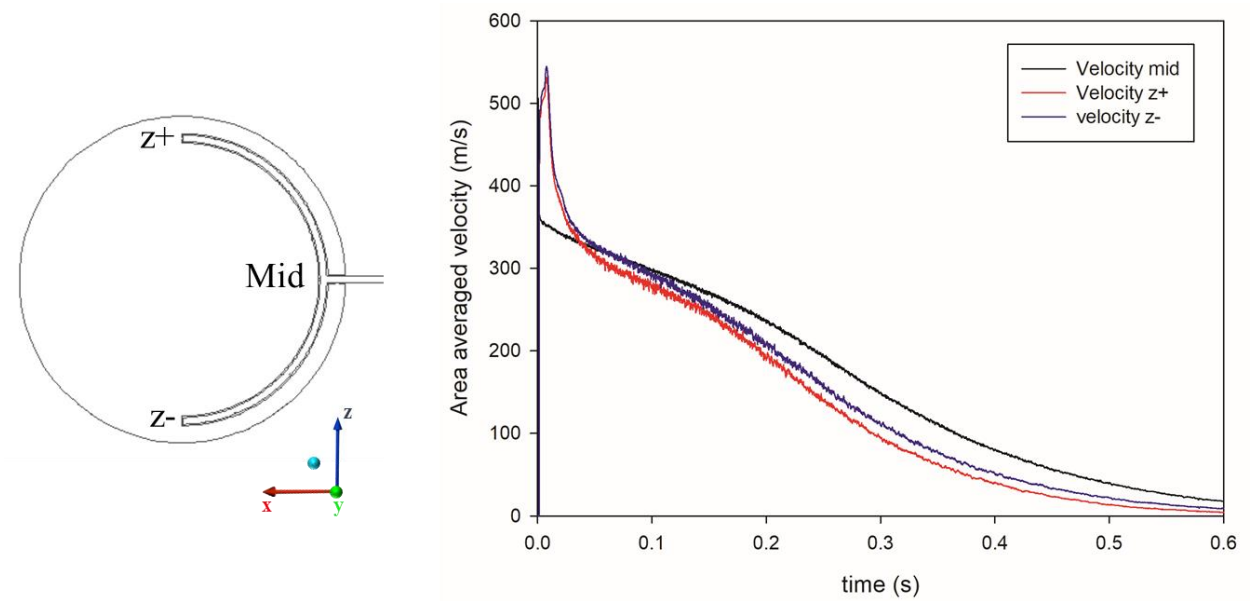 z+
Mid
z-
z
x
y
600
500
400
300
200
100
0
Area averaged velocity (m/s)
Velocity mid
Velocity z+
velocity z-
0.0 0.1 0.2 0.3 0.4 0.5 0.6
time (s)